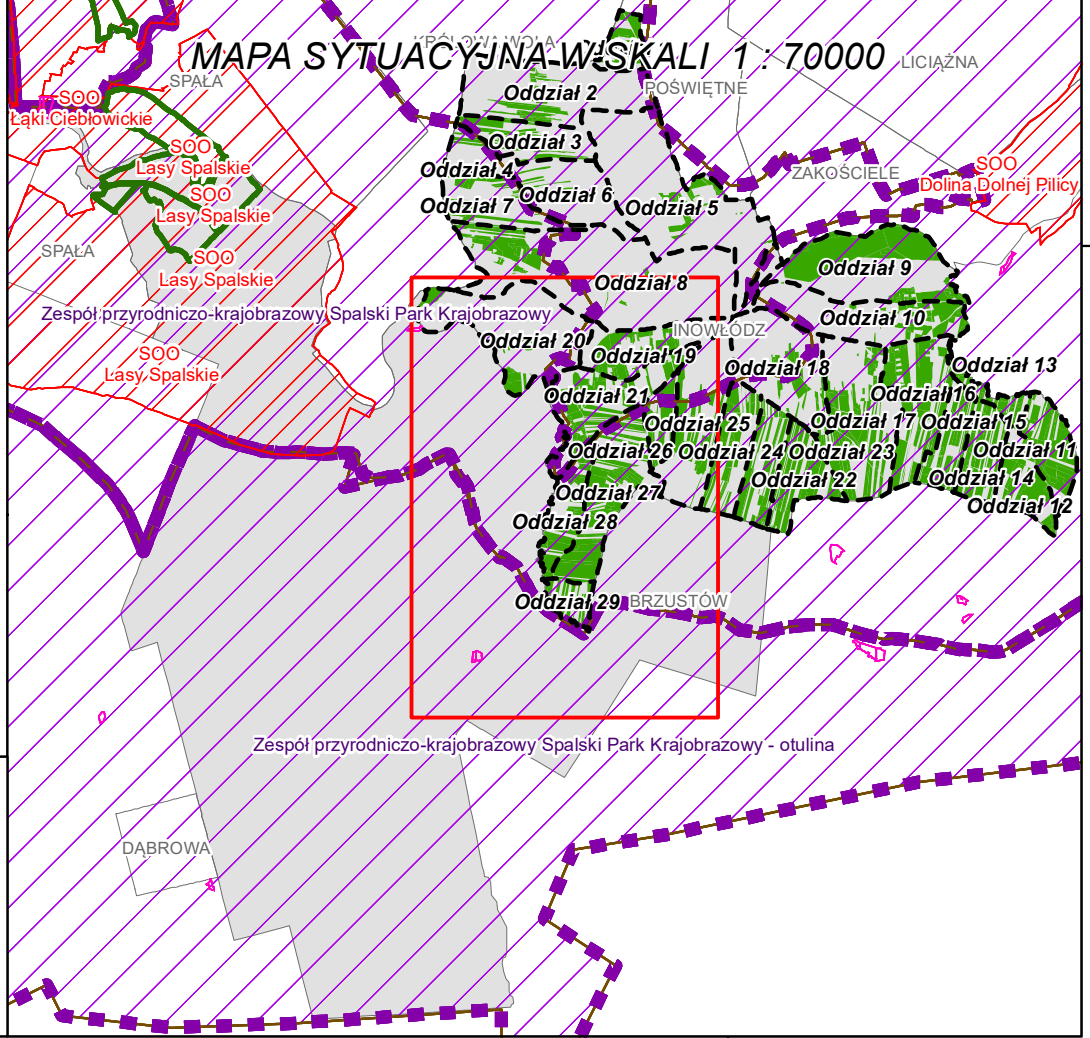 MAPA SYTUACYJNA W SKALI 1 : 70000
KRÓLOWA WOLA
SPAŁA
LICIĄŻNA
POŚWIĘTNE
Oddział 2
SOO
Łąki Ciebłowickie
Oddział 3
SOO
Lasy Spalskie
Oddział 4
ZAKOŚCIELE
SOO
Dolina Dolnej Pilicy
SOO
Lasy Spalskie
Oddział 6
Oddział 7
Oddział 5
SPAŁA
SOO
Lasy Spalskie
Oddział 9
Oddział 8
Zespół przyrodniczo-krajobrazowy Spalski Park Krajobrazowy
Oddział 10
INOWŁÓDZ
Oddział 20
Oddział 19
SOO
Lasy Spalskie
Oddział 18
Oddział 13
Oddział 21
Oddział 16
Oddział 25
Oddział 17
Oddział 15
Oddział 26
Oddział 24
Oddział 23
Oddział 11
Oddział 22
Oddział 14
Oddział 27
Oddział 12
Oddział 28
Oddział 29
BRZUSTÓW
Zespół przyrodniczo-krajobrazowy Spalski Park Krajobrazowy - otulina
DĄBROWA